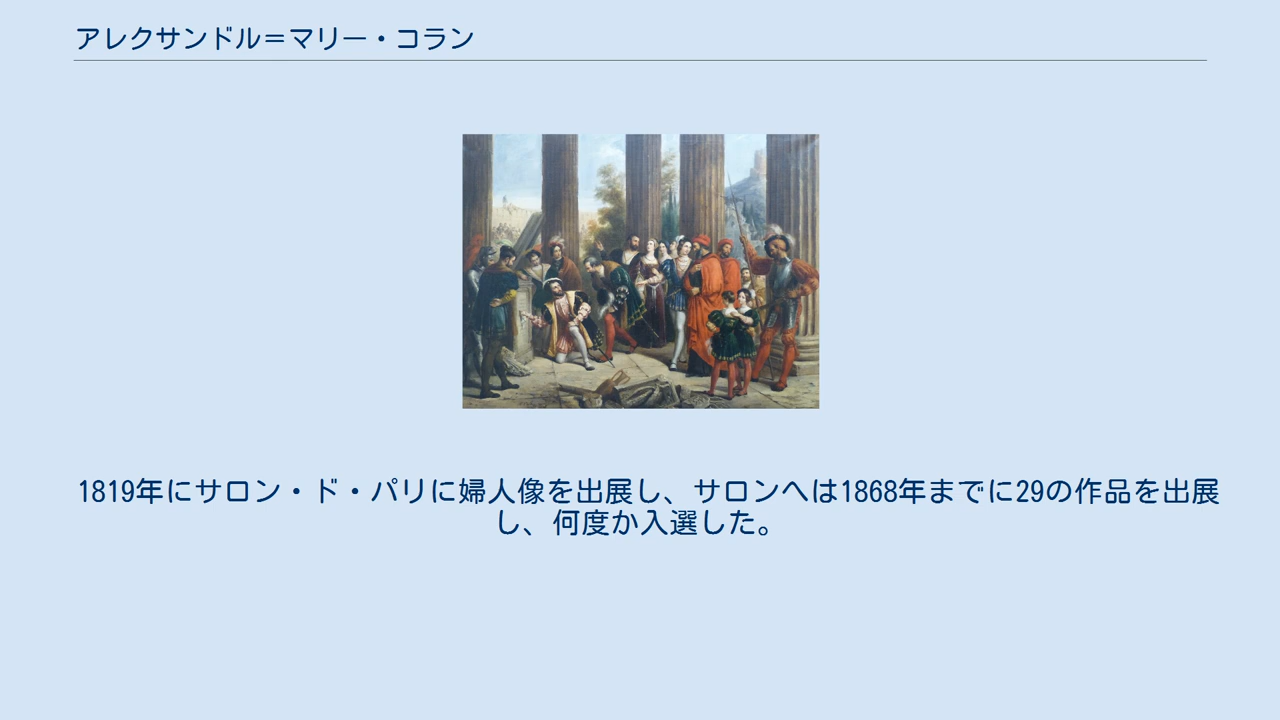 アレクサンドル＝マリー・コラン
1819年にサロン・ド・パリに婦人像を出展し、サロンへは1868年までに29の作品を出展
し、何度か入選した。